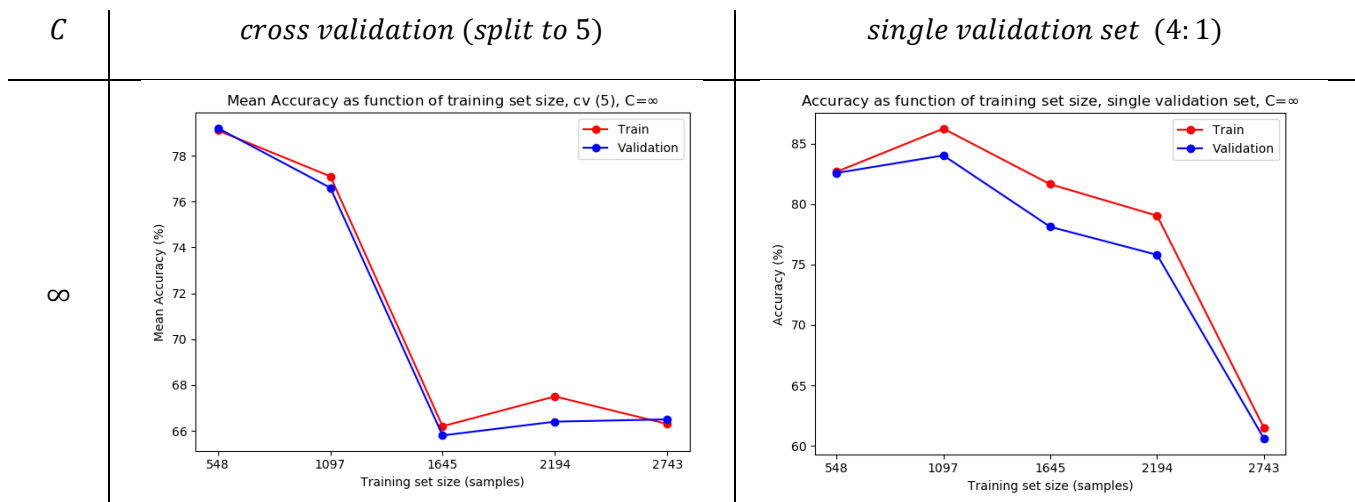 C
cross validation (split to 5)
single validation set (4: 1)
∞
Mean Accuracy as function of training set size, cv (5), C=∞
Train
Validation
78
76
74
72
70
68
66
Mean Accuracy (%)
548 1097 1645 2194 2743
Training set size (samples)
Accuracy as function of training set size, single validation set, C=∞
Train
Validation
85
80
75
70
65
60
Accuracy (%)
548 1097 1645 2194 2743
Training set size (samples)